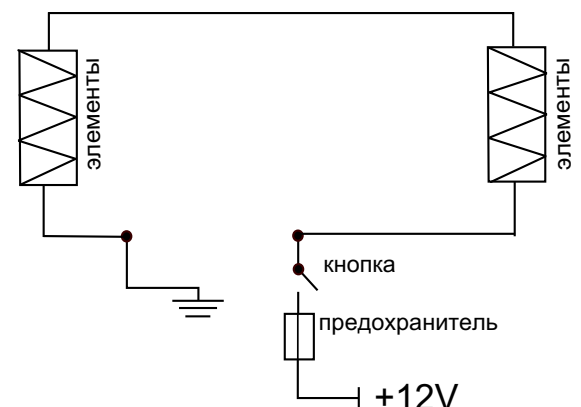 элементы
элементы
кнопка
предохранитель
+12V